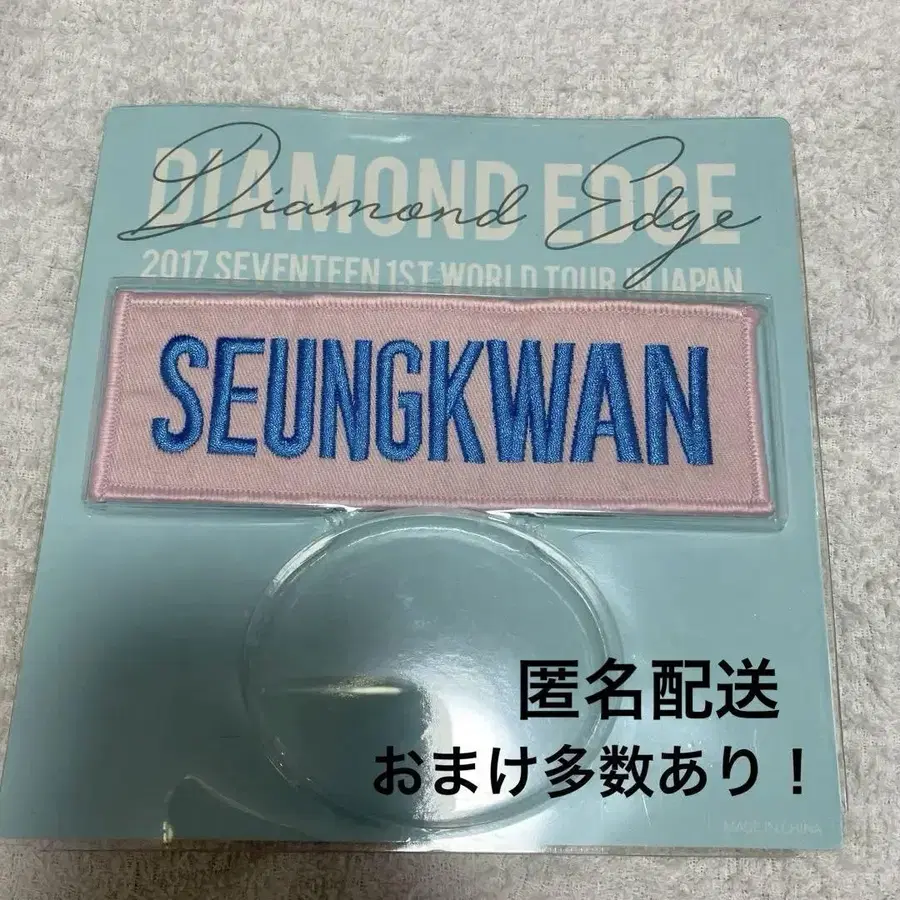 DIAMOND EDGE
Diamond Edge
2017 SEVENTEEN 1ST WORLD TOUR IN JAPAN
SEUNGKWAN
匿名配送
おまけ多数あり！
MADE IN CHINA